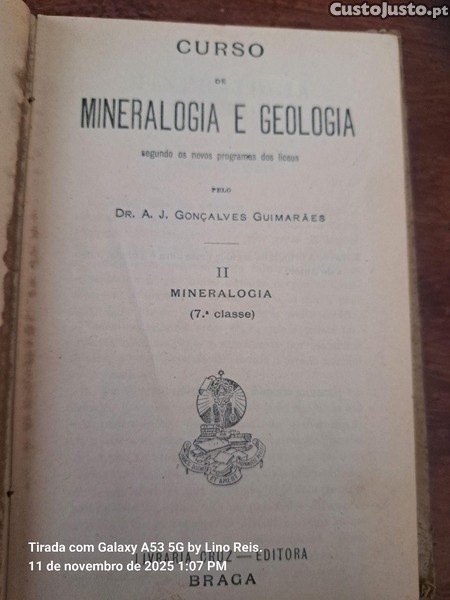 CustoJusto.pt
CURSO
DE
MINERALOGIA E GEOLOGIA
segundo os novos programas dos liceus
PELO
DR. A. J. GONÇALVES GUIMARÃES
II
MINERALOGIA
(7.ª classe)
LIVRARIA CRUZ—EDITORA
BRAGA
Tirada com Galaxy A53 5G by Lino Reis.
11 de novembro de 2025 1:07 PM